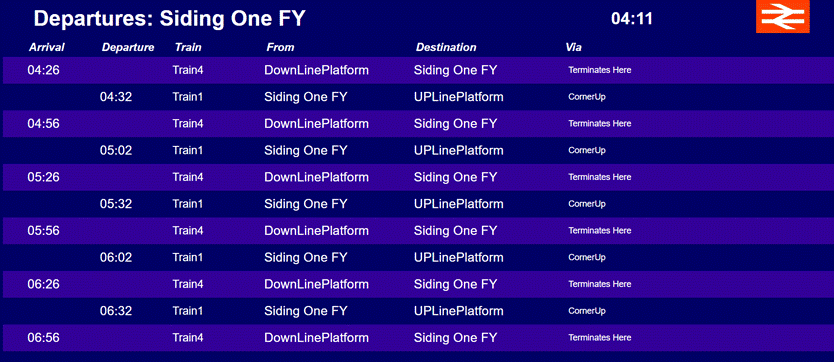 Departures: Siding One FY 04:11
Arrival Departure Train From Destination Via
04:26 Train4 DownLinePlatform Siding One FY Terminates Here
04:32 Train1 Siding One FY UPLinePlatform CornerUp
04:56 Train4 DownLinePlatform Siding One FY Terminates Here
05:02 Train1 Siding One FY UPLinePlatform CornerUp
05:26 Train4 DownLinePlatform Siding One FY Terminates Here
05:32 Train1 Siding One FY UPLinePlatform CornerUp
05:56 Train4 DownLinePlatform Siding One FY Terminates Here
06:02 Train1 Siding One FY UPLinePlatform CornerUp
06:26 Train4 DownLinePlatform Siding One FY Terminates Here
06:32 Train1 Siding One FY UPLinePlatform CornerUp
06:56 Train4 DownLinePlatform Siding One FY Terminates Here